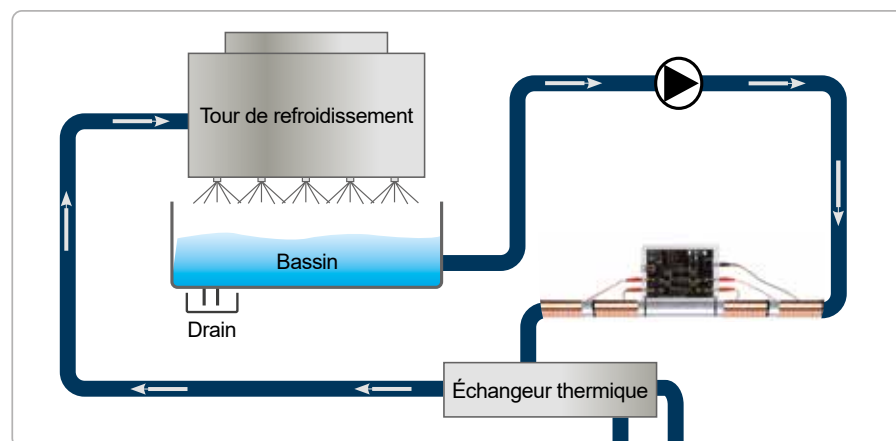 Tour de refroidissement
Bassin
Drain
Échangeur thermique